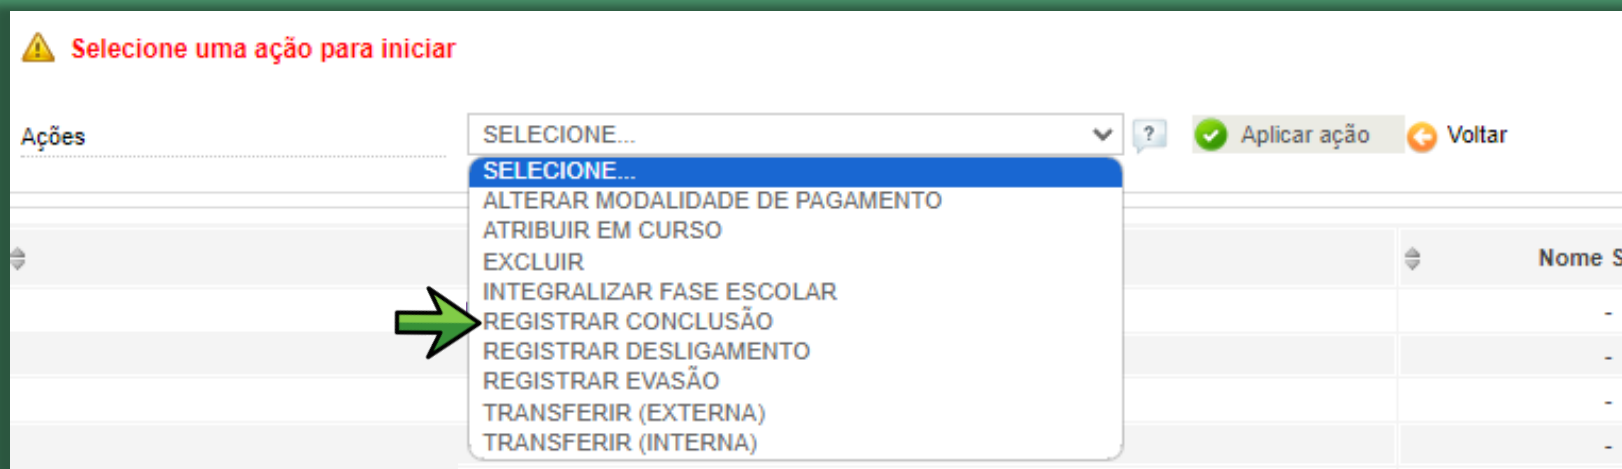 Selecione uma ação para iniciar
Ações
SELECIONE...
?
Aplicar ação
Voltar
SELECIONE...
ALTERAR MODALIDADE DE PAGAMENTO
ATRIBUIR EM CURSO
EXCLUIR
INTEGRALIZAR FASE ESCOLAR
REGISTRAR CONCLUSÃO
REGISTRAR DESLIGAMENTO
REGISTRAR EVASÃO
TRANSFERIR (EXTERNA)
TRANSFERIR (INTERNA)
Nome S
-
-
-
-